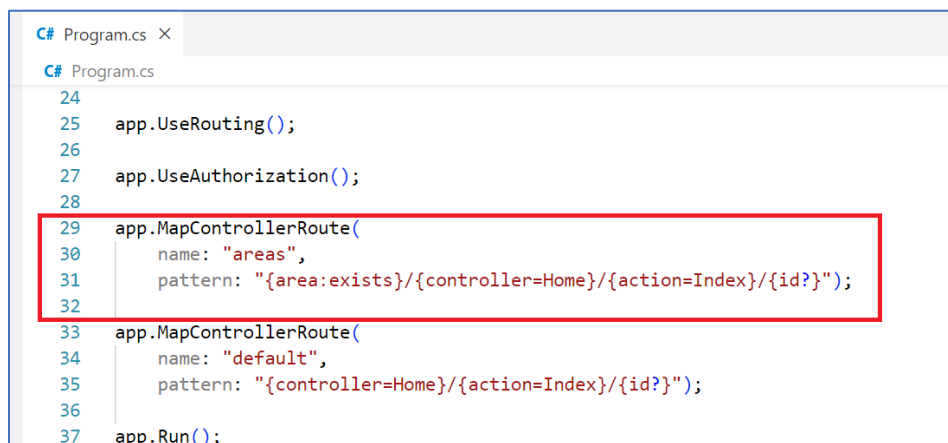 C# Program.cs ×
C# Program.cs
24
25 app.UseRouting();
26
27 app.UseAuthorization();
28
29 app.MapControllerRoute(
30 name: "areas",
31 pattern: "{area:exists}/{controller=Home}/{action=Index}/{id?}");
32
33 app.MapControllerRoute(
34 name: "default",
35 pattern: "{controller=Home}/{action=Index}/{id?}");
36
37 app.Run();